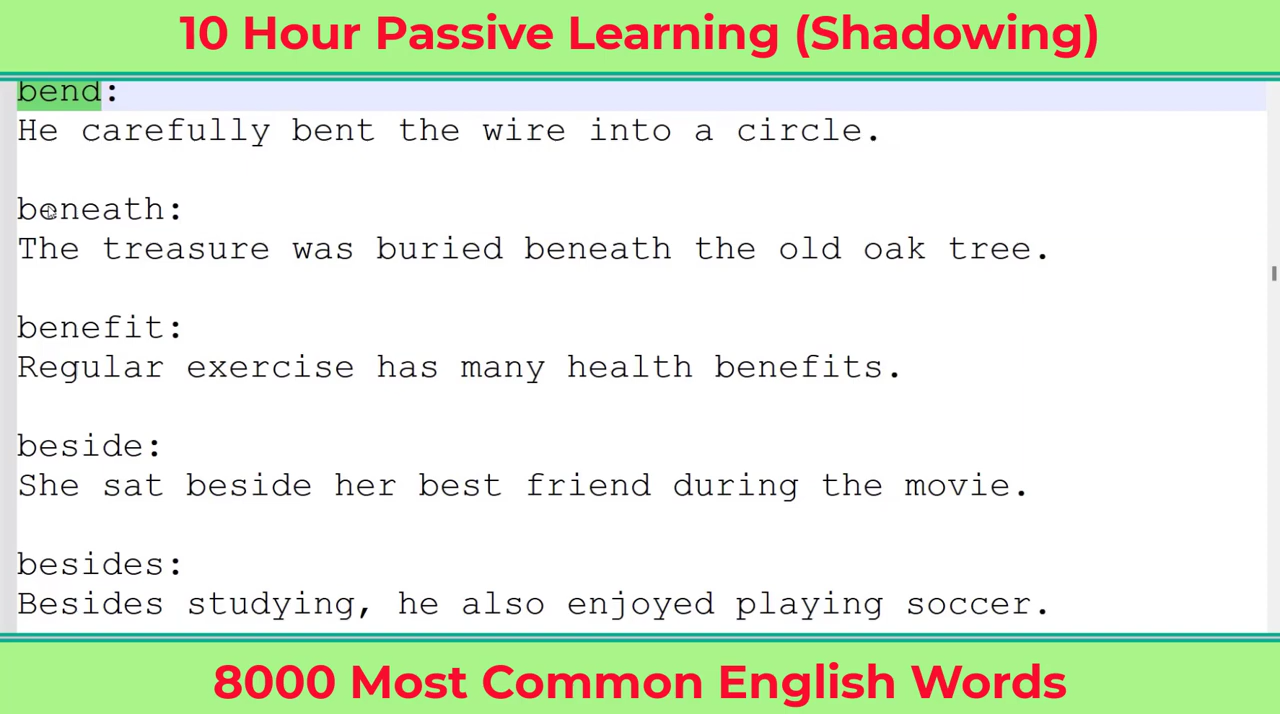 10 Hour Passive Learning (Shadowing)
bend:
He carefully bent the wire into a circle.
beneath:
The treasure was buried beneath the old oak tree.
benefit:
Regular exercise has many health benefits.
beside:
She sat beside her best friend during the movie.
besides:
Besides studying, he also enjoyed playing soccer.
8000 Most Common English Words